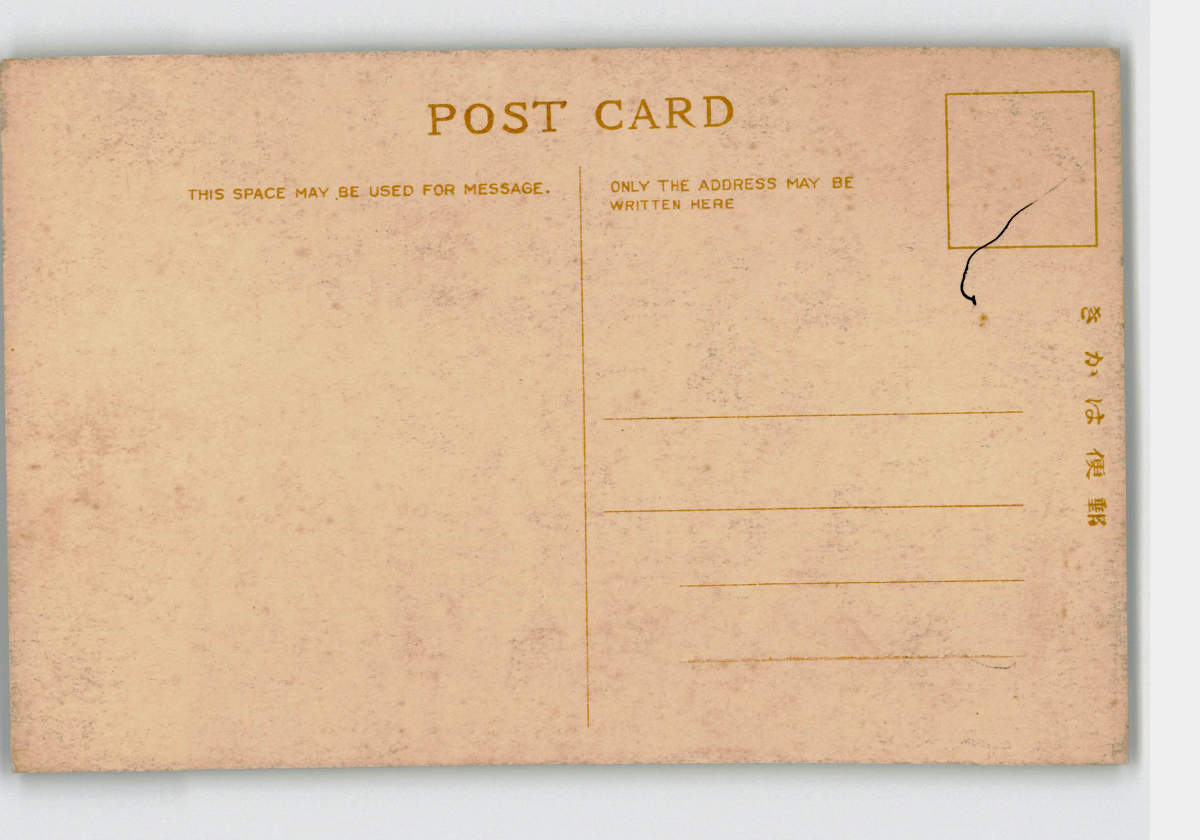 POST CARD
THIS SPACE MAY BE USED FOR MESSAGE.
ONLY THE ADDRESS MAY BE
WRITTEN HERE
郵便はかき